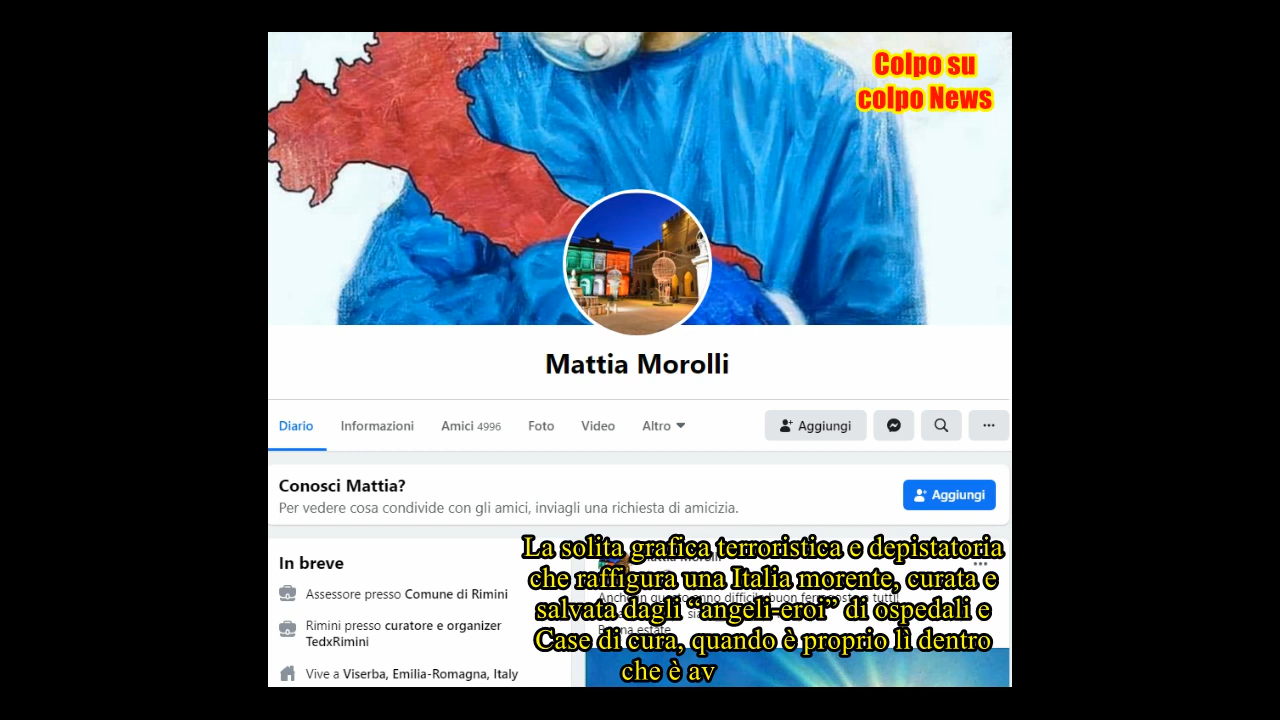 Colpo su
colpo News
Mattia Morolli
Diario Informazioni Amici 4996 Foto Video Altro Aggiungi
Conosci Mattia?
Per vedere cosa condivide con gli amici, inviagli una richiesta di amicizia.
Aggiungi
In breve
Assessore presso Comune di Rimini
Rimini presso curatore e organizer
TedxRimini
Vive a Viserba, Emilia-Romagna, Italy
La solita grafica terroristica e depistatoria
che raffigura una Italia morente, curata e
salvata dagli “angeli-eroi” di ospedali e
Case di cura, quando è proprio lì dentro
che è av